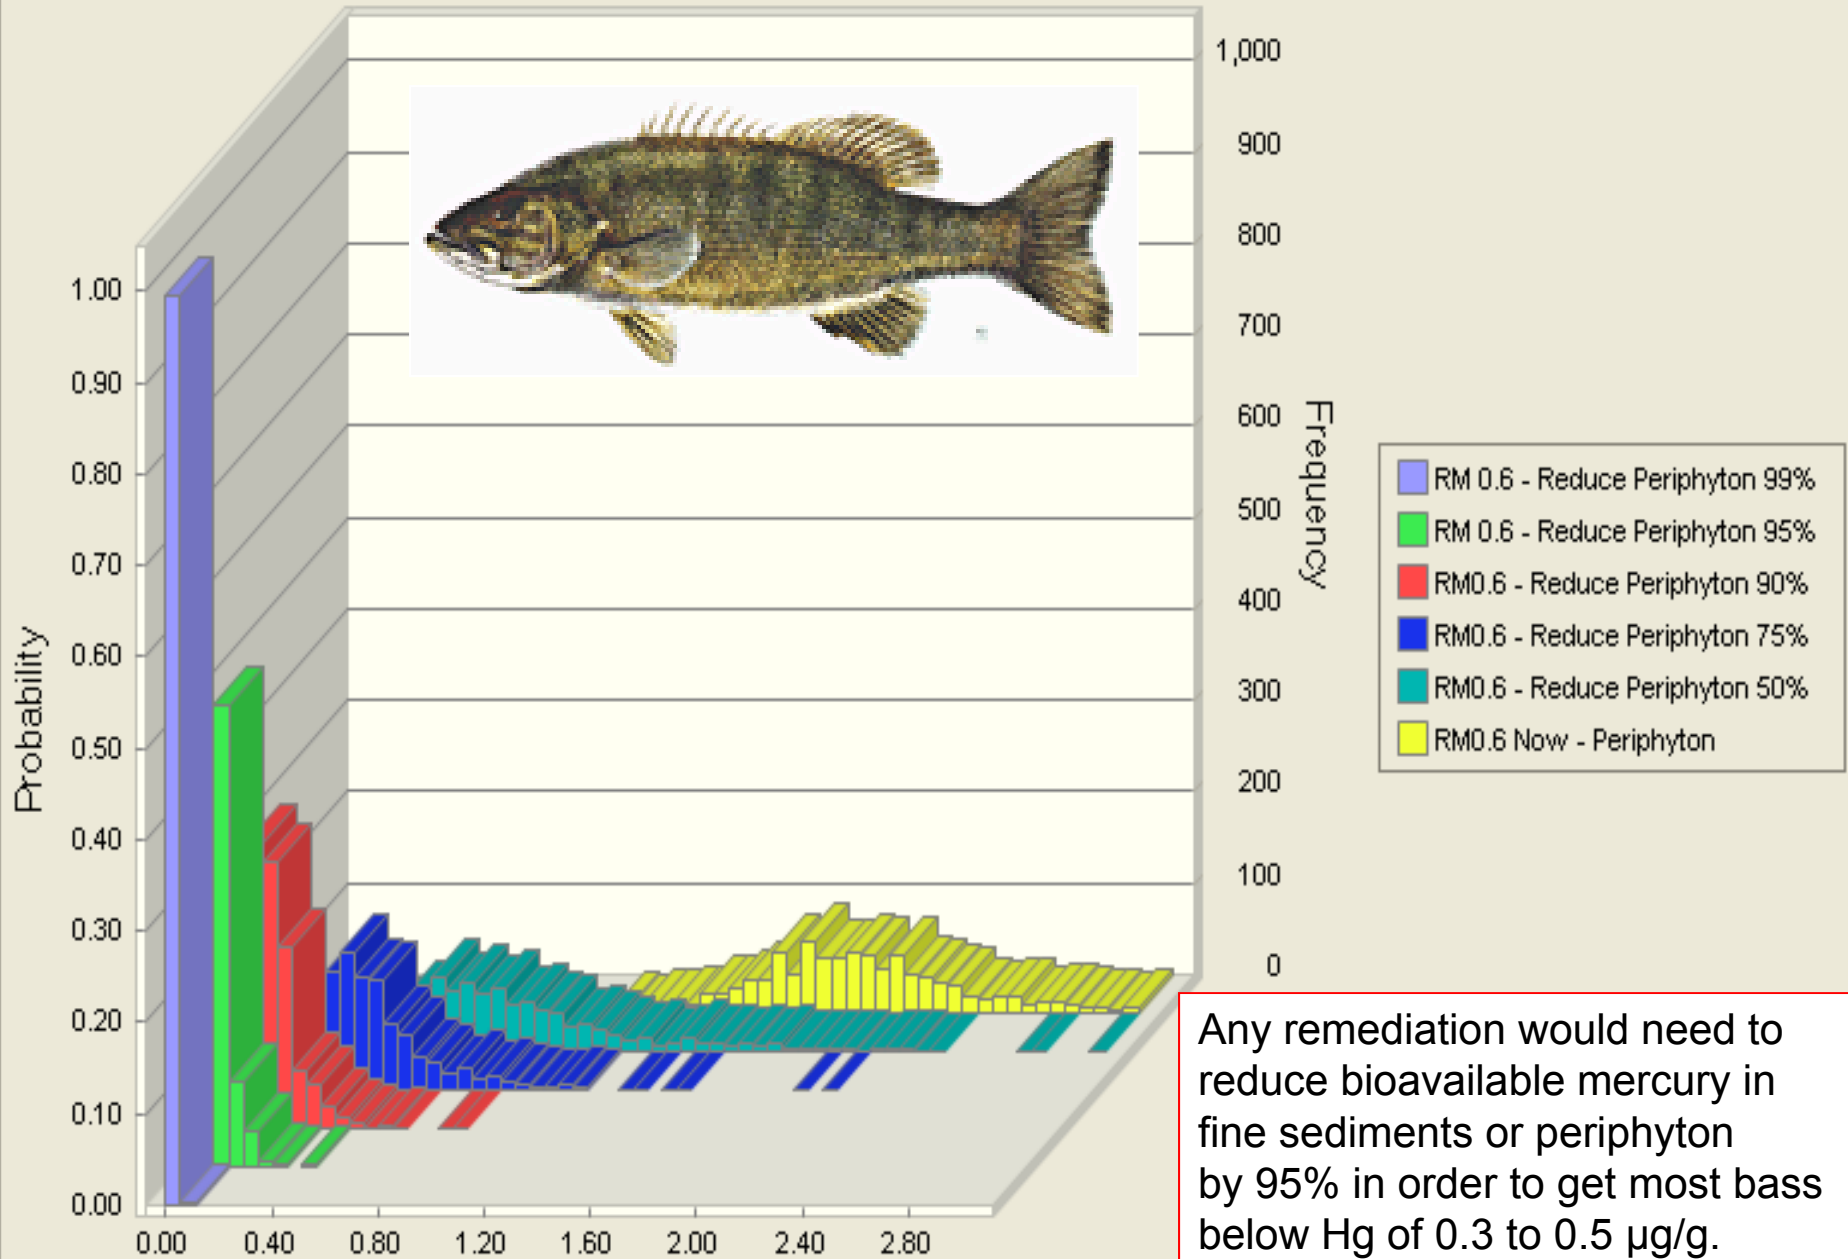 1,000
900
800
700
600
500
400
300
200
100
0
Frequency
1.00
0.90
0.80
0.70
0.60
0.50
0.40
0.30
0.20
0.10
0.00
Probability
0.00 0.40 0.80 1.20 1.60 2.00 2.40 2.80
RM 0.6 - Reduce Periphyton 99%
RM 0.6 - Reduce Periphyton 95%
RM0.6 - Reduce Periphyton 90%
RM0.6 - Reduce Periphyton 75%
RM0.6 - Reduce Periphyton 50%
RM0.6 Now - Periphyton
Any remediation would need to
reduce bioavailable mercury in
fine sediments or periphyton
by 95% in order to get most bass
below Hg of 0.3 to 0.5 µg/g.